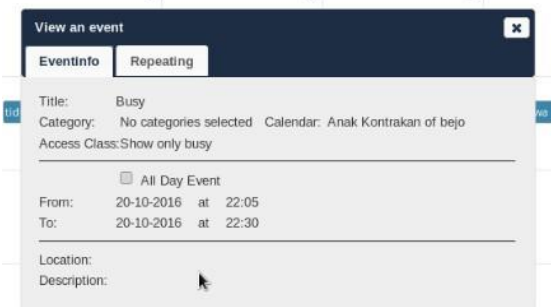 View an event
x
Eventinfo Repeating
Title: Busy
Category: No categories selected Calendar: Anak Kontrakan of bejo
Access Class:Show only busy
All Day Event
From: 20-10-2016 at 22:05
To: 20-10-2016 at 22:30
Location:
Description: